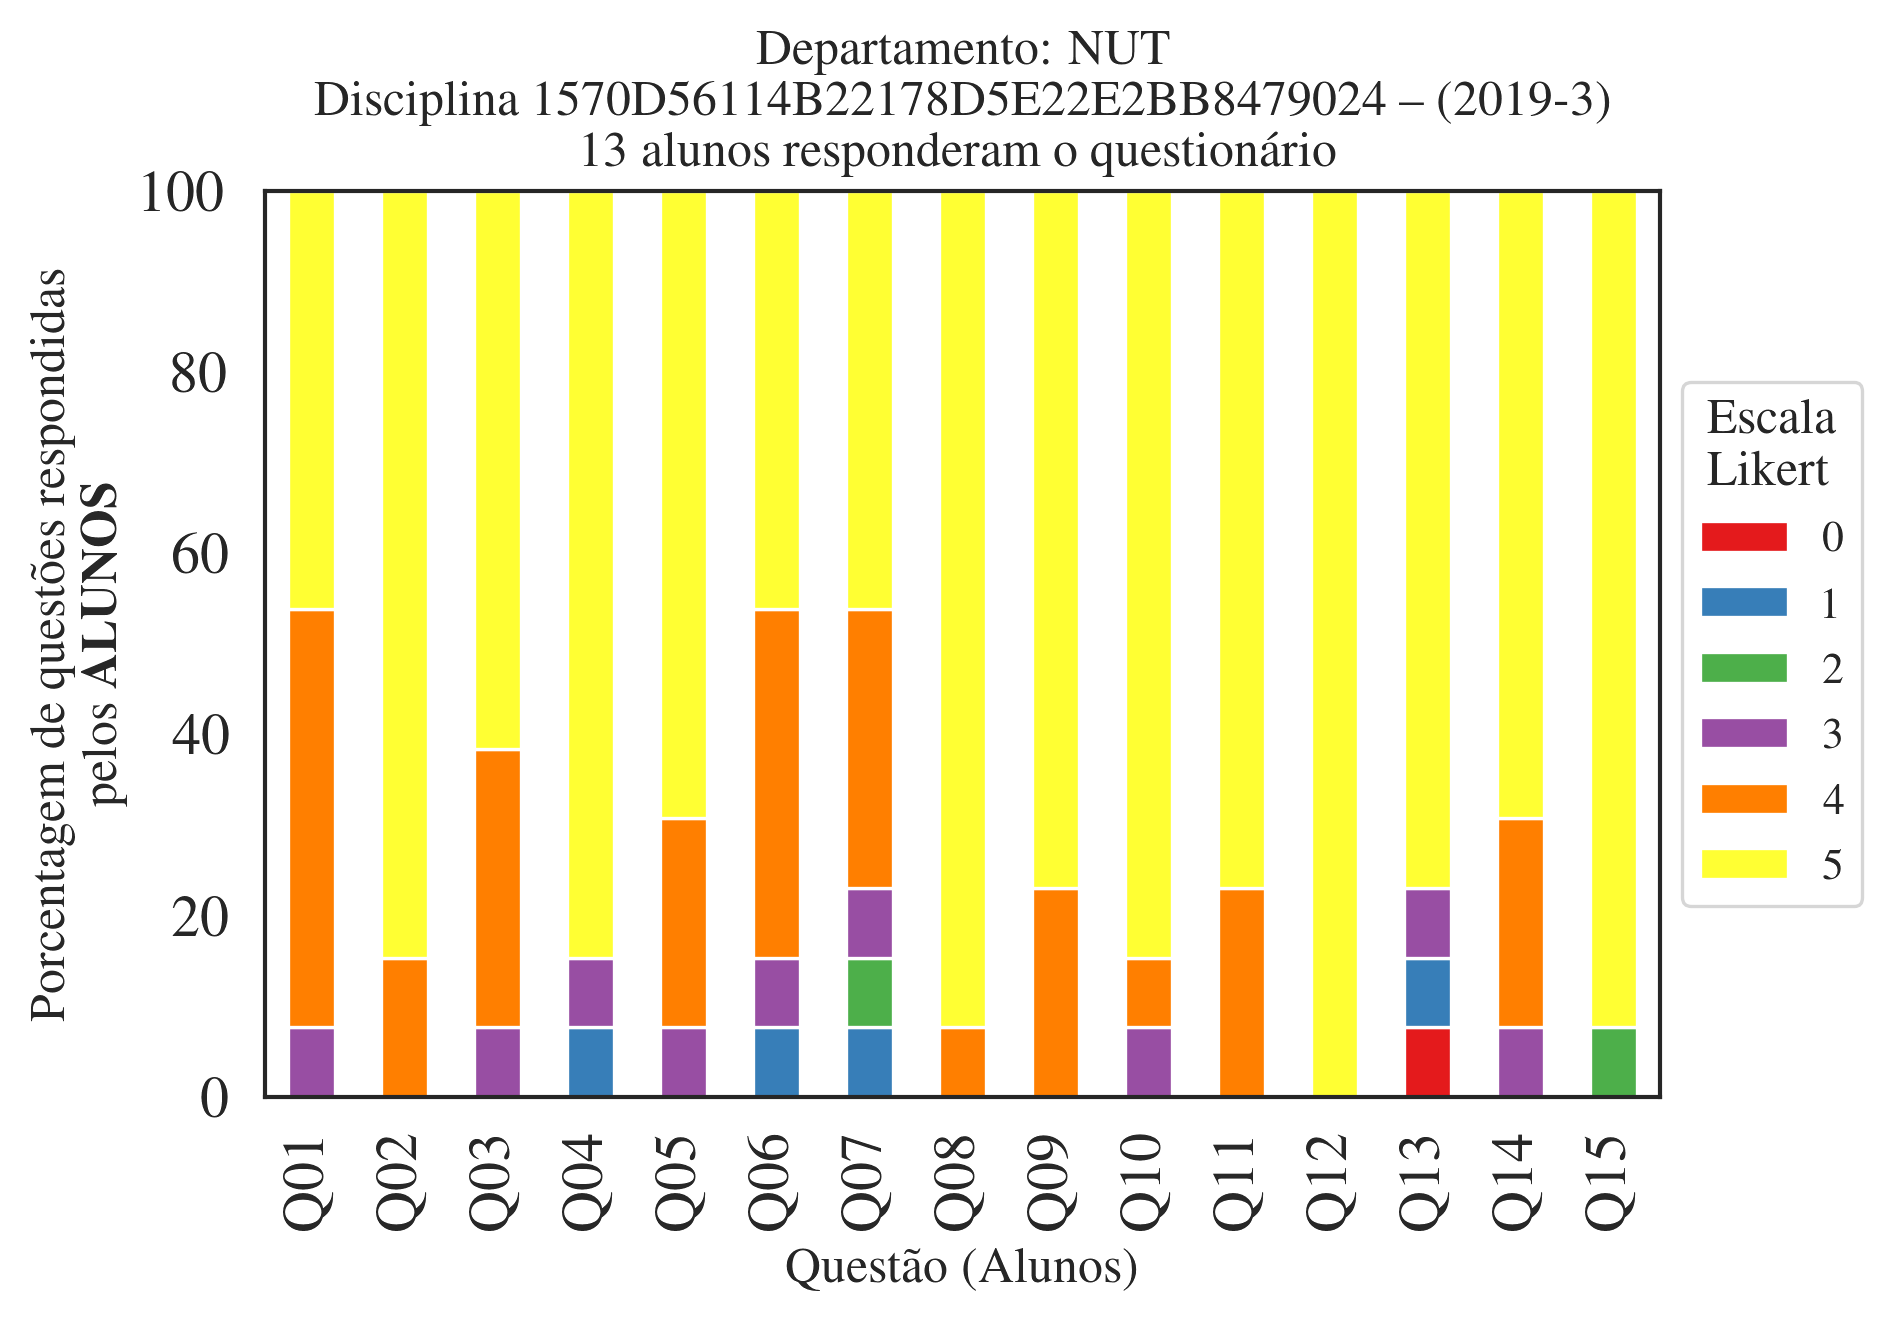 Departamento: NUT
Disciplina 1570D56114B22178D5E22E2BB8479024 – (2019-3)
13 alunos responderam o questionário
Porcentagem de questões respondidas
pelos ALUNOS
100
80
60
40
20
0
Q01
Q02
Q03
Q04
Q05
Q06
Q07
Q08
Q09
Q10
Q11
Q12
Q13
Q14
Q15
Questão (Alunos)
Escala
Likert
0
1
2
3
4
5